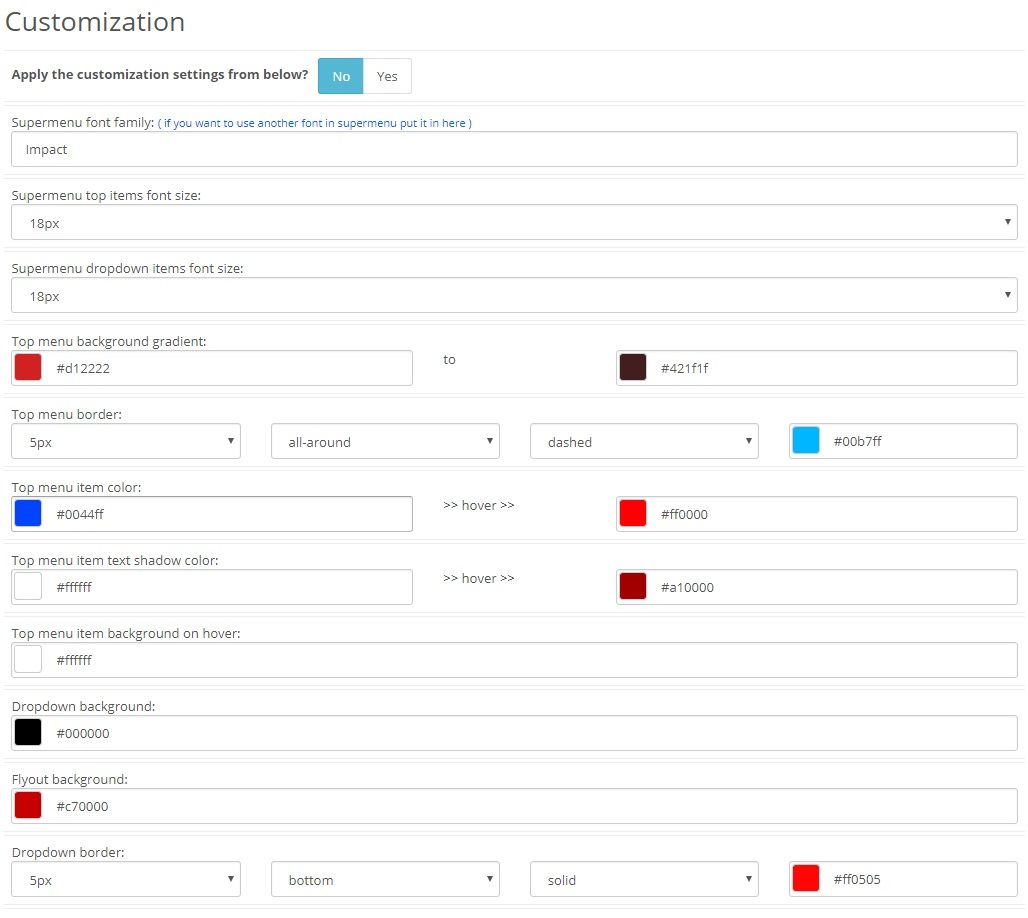 Customization
Apply the customization settings from below? No Yes
Supermenu font family: ( if you want to use another font in supermenu put it in here )
Impact
Supermenu top items font size:
18px
Supermenu dropdown items font size:
18px
Top menu background gradient:
#d12222 to #421f1f
Top menu border:
5px all-around dashed #00b7ff
Top menu item color:
#0044ff >> hover >> #ff0000
Top menu item text shadow color:
#ffffff >> hover >> #a10000
Top menu item background on hover:
#ffffff
Dropdown background:
#000000
Flyout background:
#c70000
Dropdown border:
5px bottom solid #ff0505